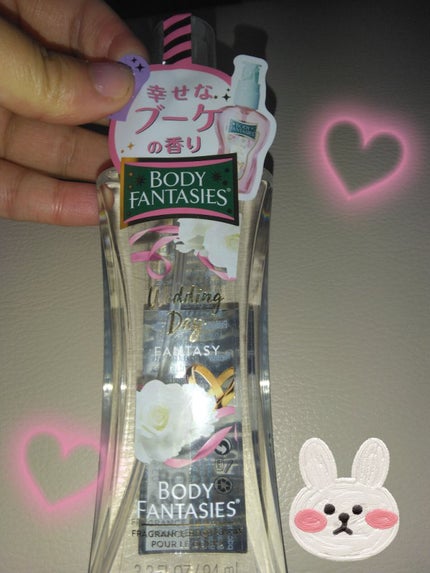 幸せな
ブーケ
の香り
BODY
FANTASIES®
Wedding
Day
FANTASY
BODY
FANTASIES®